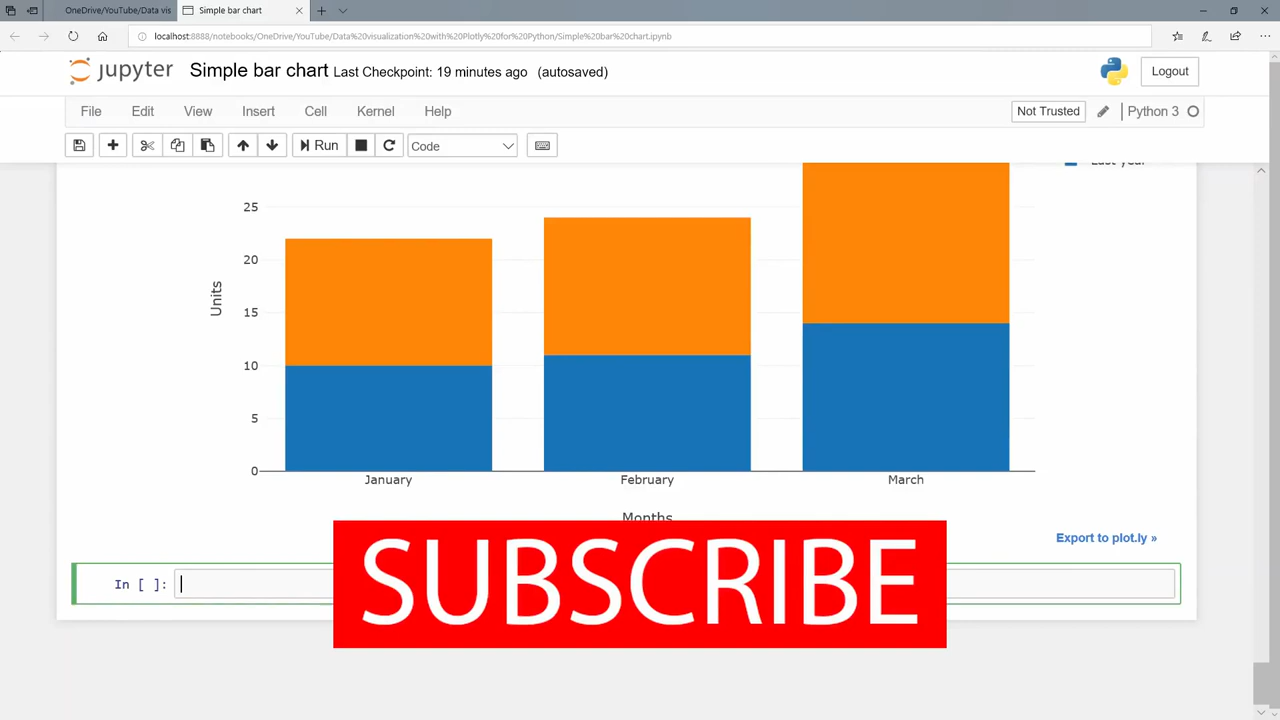 OneDrive/YouTube/Data vis
Simple bar chart
localhost:8888/notebooks/OneDrive/YouTube/Data%20visualization%20with%20Plotly%20for%20Python/Simple%20bar%20chart.ipynb
jupyter Simple bar chart Last Checkpoint: 19 minutes ago (autosaved)
Logout
File Edit View Insert Cell Kernel Help
Not Trusted
Python 3
Run
Code
Last year
25
20
15
10
5
0
Units
January February March
Months
Export to plot.ly »
In [ ]:
SUBSCRIBE